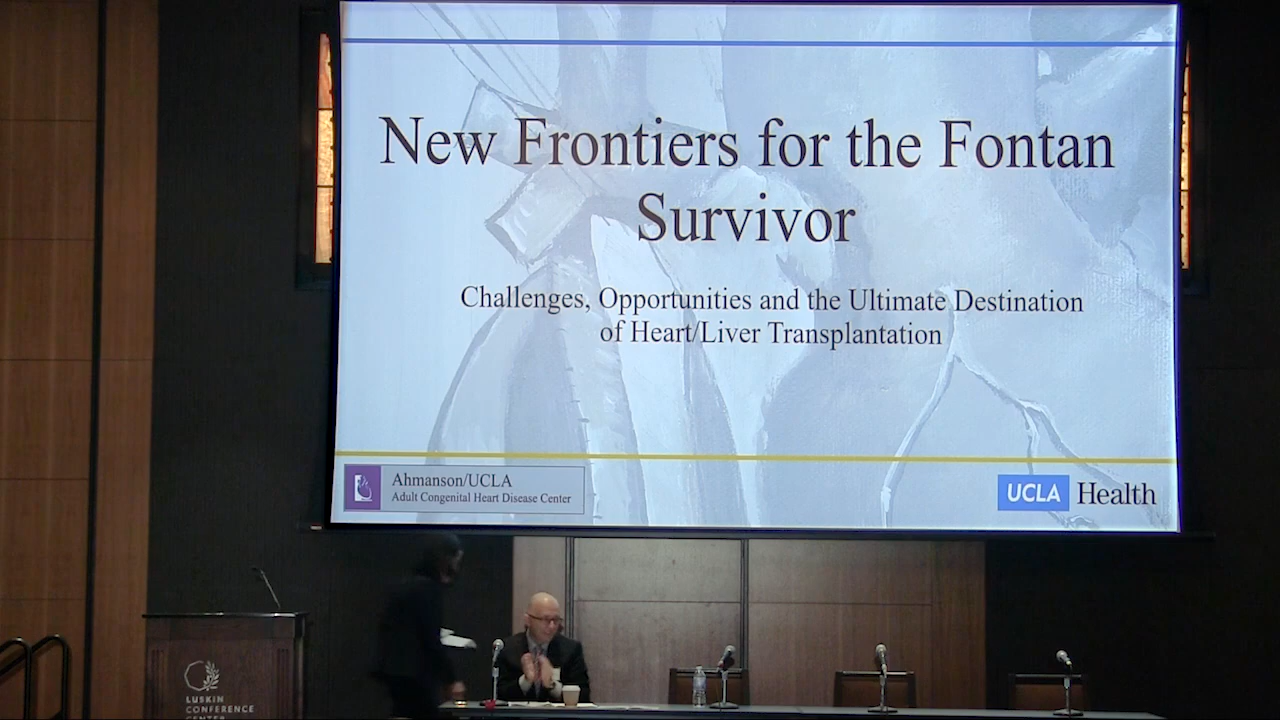 New Frontiers for the Fontan
Survivor
Challenges, Opportunities and the Ultimate Destination
of Heart/Liver Transplantation
Ahmanson/UCLA
Adult Congenital Heart Disease Center
UCLA Health
LUSKIN
CONFERENCE
CENTER